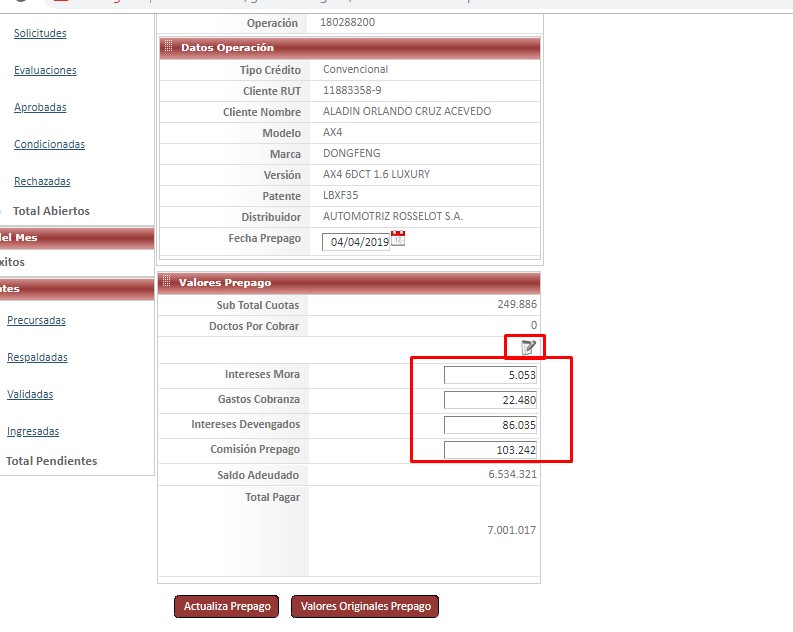 Operación 180288200
Solicitudes
Evaluaciones
Aprobadas
Condicionadas
Rechazadas
Total Abiertos
del Mes
xitos
ntes
Precursadas
Respaldadas
Validadas
Ingresadas
Total Pendientes
Datos Operación
Tipo Crédito Convencional
Cliente RUT 11883358-9
Cliente Nombre ALADIN ORLANDO CRUZ ACEVEDO
Modelo AX4
Marca DONGFENG
Versión AX4 6DCT 1.6 LUXURY
Patente LBXF35
Distribuidor AUTOMOTRIZ ROSSELOT S.A.
Fecha Prepago 04/04/2019
Valores Prepago
Sub Total Cuotas 249.886
Doctos Por Cobrar 0
Intereses Mora 5.053
Gastos Cobranza 22.480
Intereses Devengados 86.035
Comisión Prepago 103.242
Saldo Adeudado 6.534.321
Total Pagar
7.001.017
Actualiza Prepago Valores Originales Prepago